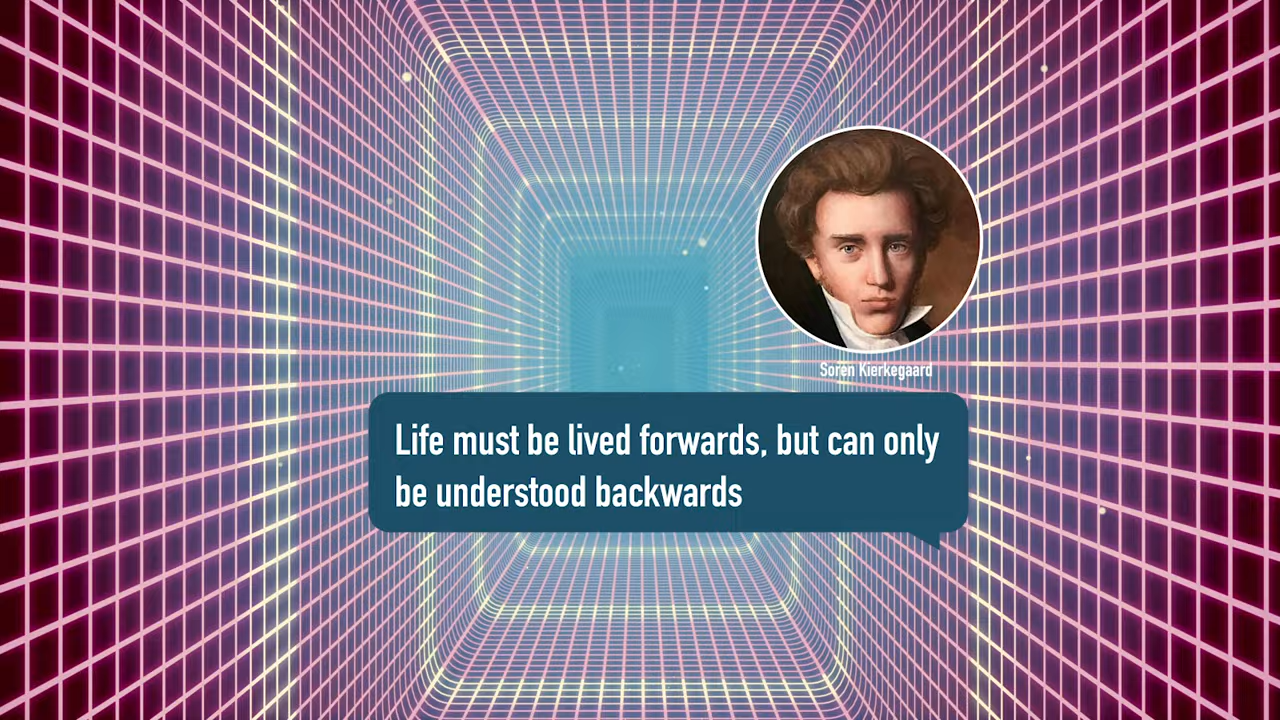 Soren Kierkegaard
Life must be lived forwards, but can only
be understood backwards